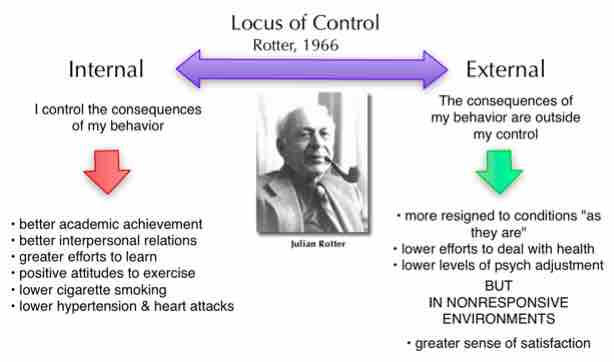 Locus of Control
Rotter, 1966
Internal
External
I control the consequences
of my behavior
The consequences of
my behavior are outside
my control
• better academic achievement
• better interpersonal relations
• greater efforts to learn
• positive attitudes to exercise
• lower cigarette smoking
• lower hypertension & heart attacks
Julian Rotter
• more resigned to conditions "as
they are"
• lower efforts to deal with health
• lower levels of psych adjustment
BUT
IN NONRESPONSIVE
ENVIRONMENTS
• greater sense of satisfaction